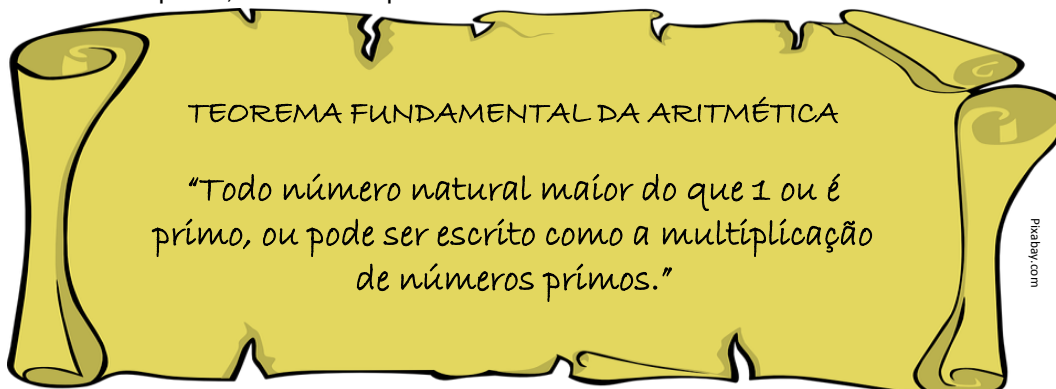 TEOREMA FUNDAMENTAL DA ARITMÉTICA
“Todo número natural maior do que 1 ou é
primo, ou pode ser escrito como a multiplicação
de números primos.”
Pixabay.com